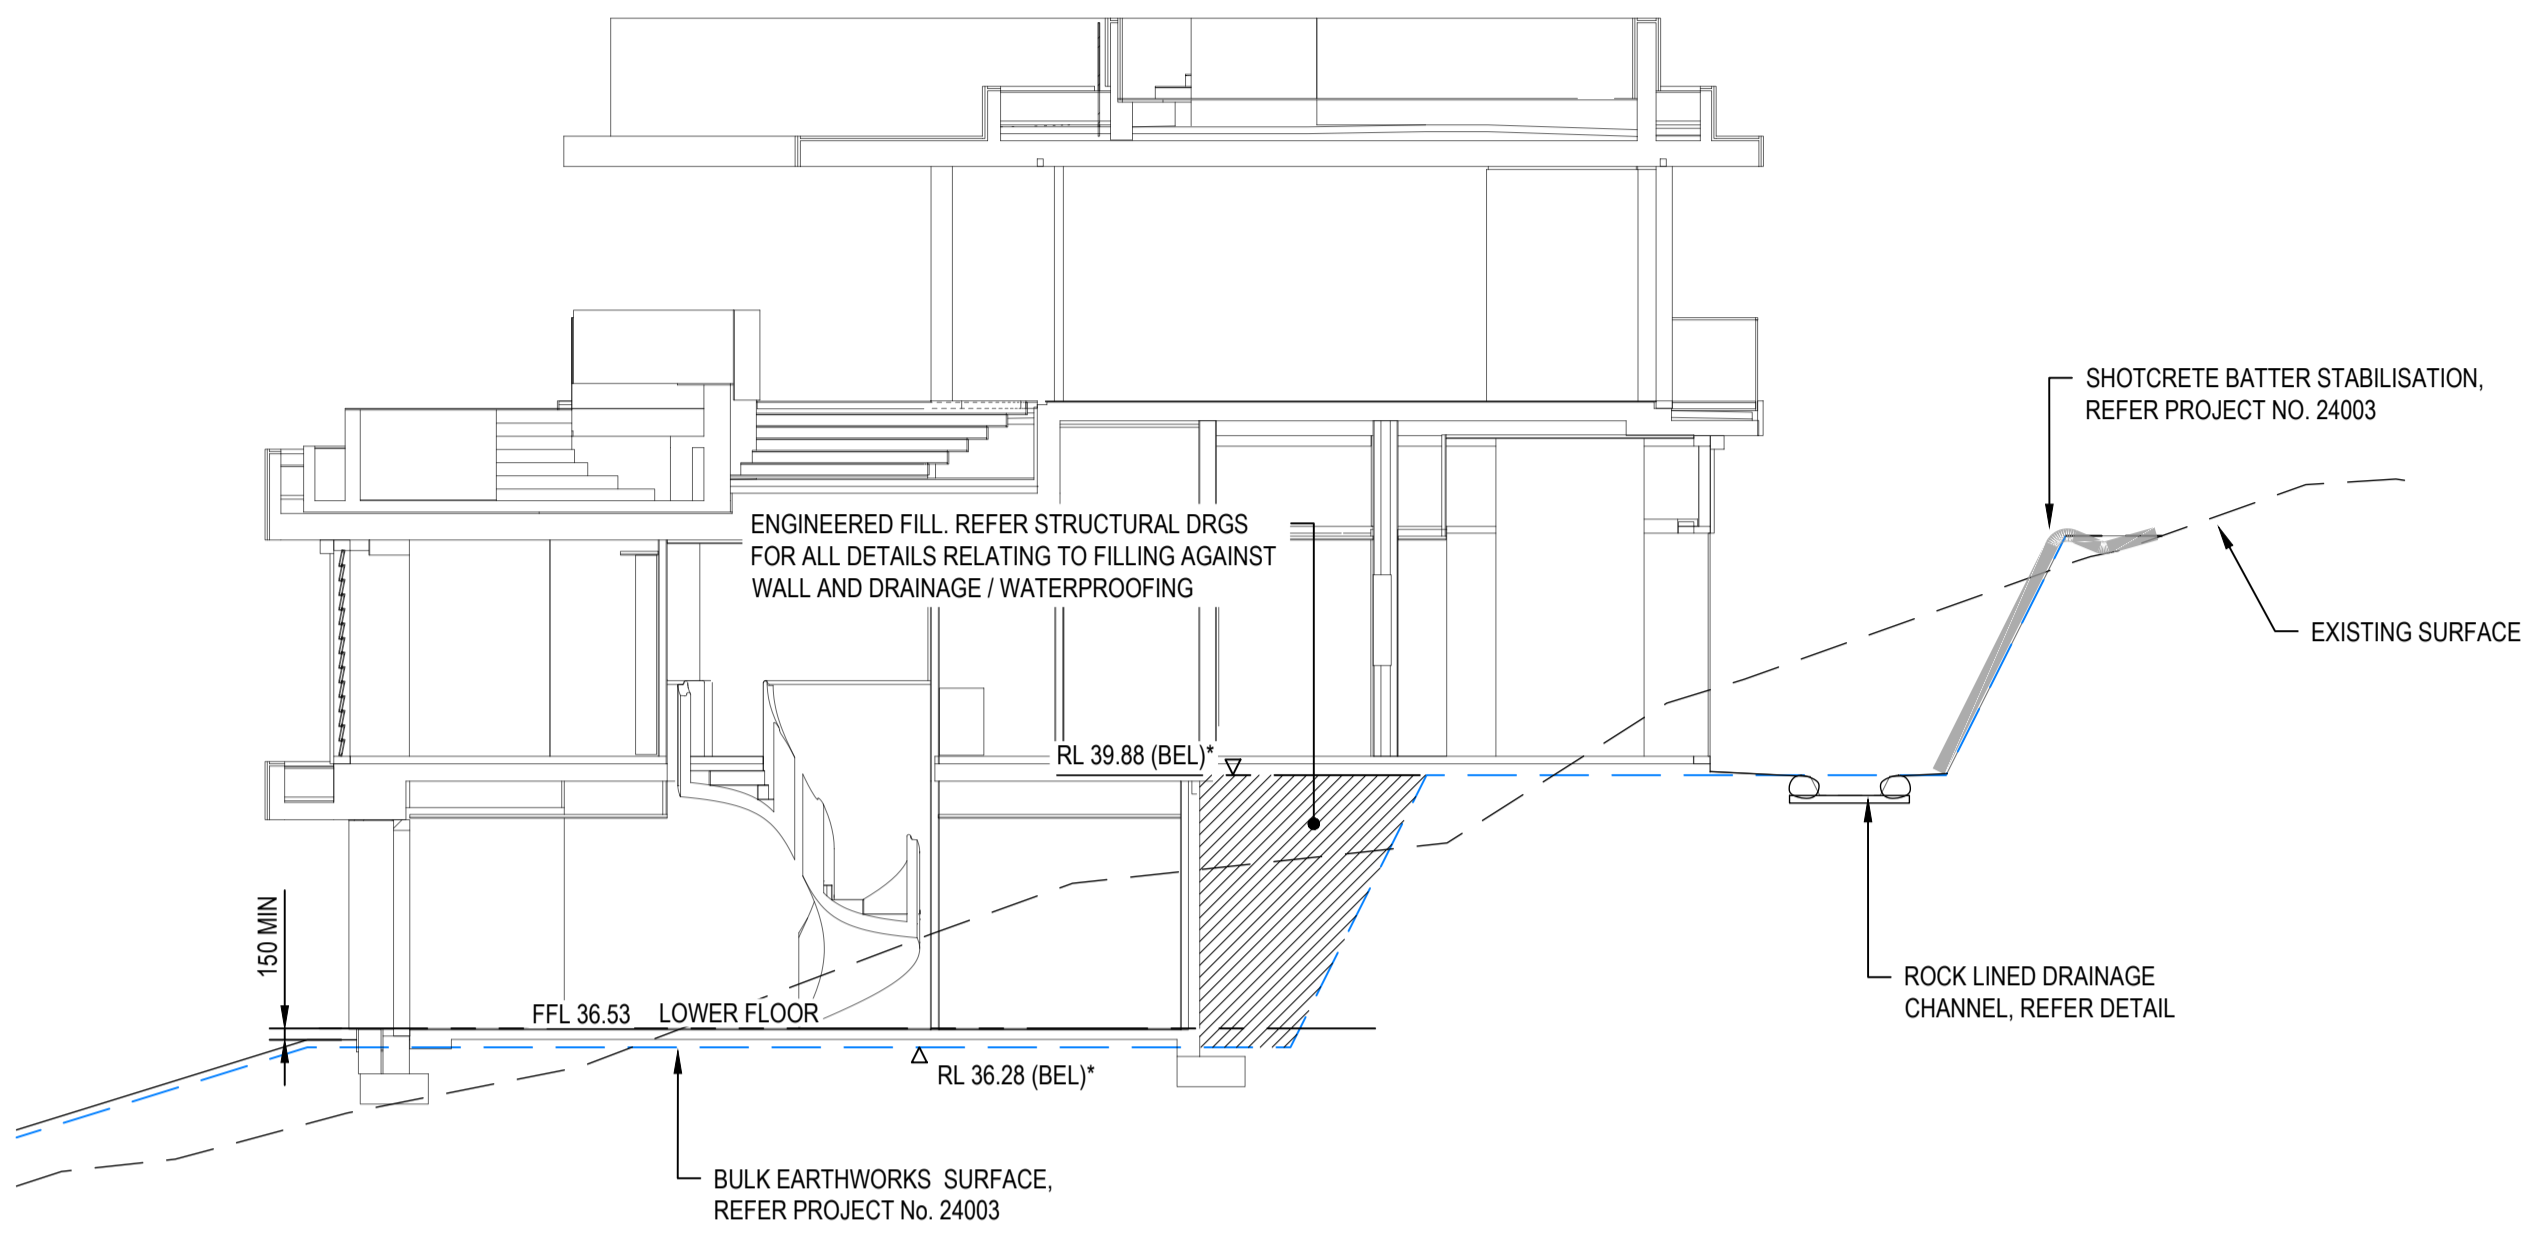 SHOTCRETE BATTER STABILISATION,
REFER PROJECT NO. 24003
ENGINEERED FILL. REFER STRUCTURAL DRGS
FOR ALL DETAILS RELATING TO FILLING AGAINST
WALL AND DRAINAGE / WATERPROOFING
EXISTING SURFACE
RL 39.88 (BEL)*
150 MIN
ROCK LINED DRAINAGE
CHANNEL, REFER DETAIL
FFL 36.53 LOWER FLOOR
RL 36.28 (BEL)*
BULK EARTHWORKS SURFACE,
REFER PROJECT No. 24003